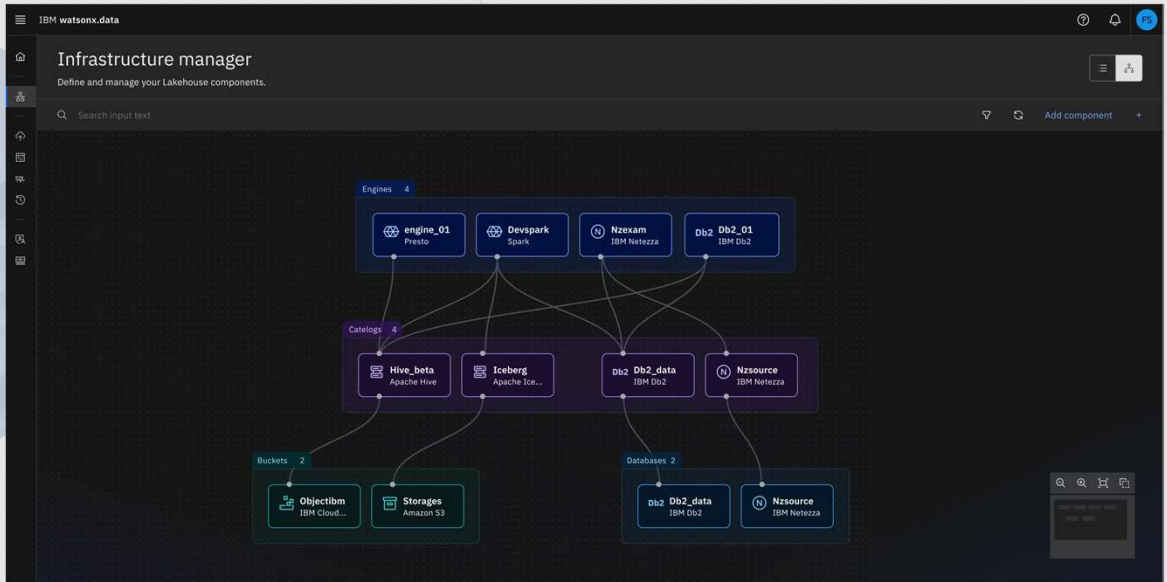 IBM watsonx.data
FS
Infrastructure manager
Define and manage your Lakehouse components.
Search input text
Add component +
SQL
Engines 4
engine_01
Presto
Devspark
Spark
N
Nzexam
IBM Netezza
Db2
Db2_01
IBM Db2
Catelogs 4
Hive_beta
Apache Hive
Iceberg
Apache Ice...
Db2
Db2_data
IBM Db2
N
Nzsource
IBM Netezza
Buckets 2
Objectibm
IBM Cloud...
Storages
Amazon S3
Databases 2
Db2
Db2_data
IBM Db2
N
Nzsource
IBM Netezza